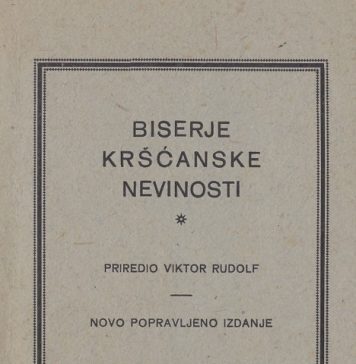 BISERJE
KRŠĆANSKE
NEVINOSTI
PRIREDIO VIKTOR RUDOLF
NOVO POPRAVLJENO IZDANJE